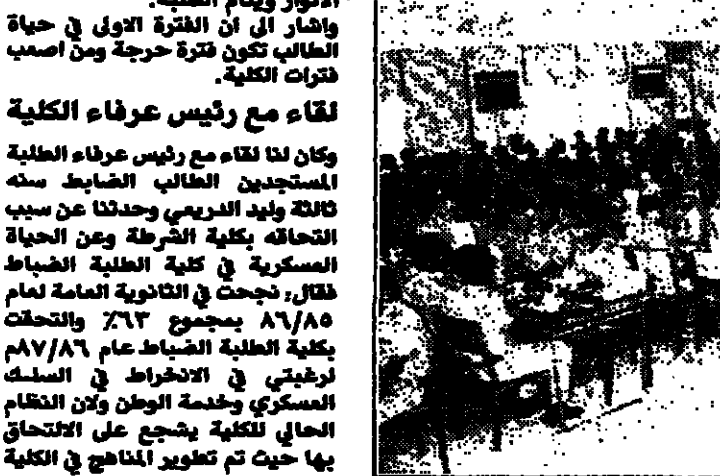 الأنوار وينام الطلبة.
واشار الى أن الفترة الاولى في حياة
الطالب تكون فترة حرجة ومن اصعب
فترات الكلية.
لقاء مع رئيس عرفاء الكلية
وكان لنا لقاء مع رئيس عرفاء الطلبة
المستجدين الطالب الضابط سنه
ثالثة وليد الدريعي وحدثنا عن سبب
التحاقه بكلية الشرطة وعن الحياة
العسكرية في كلية الطلبة الضباط
فقال: نجحت في الثانوية العامة لعام
٨٦/٨٥ بمجموع ٦٣٪ والتحقت
بكلية الطلبة الضباط عام ٨٧/٨٦م
لرغبتي في الانخراط في السلك
العسكري وخدمة الوطن ولان النظام
الحالي للكلية يشجع على الالتحاق
بها حيث تم تطوير المناهج في الكلية